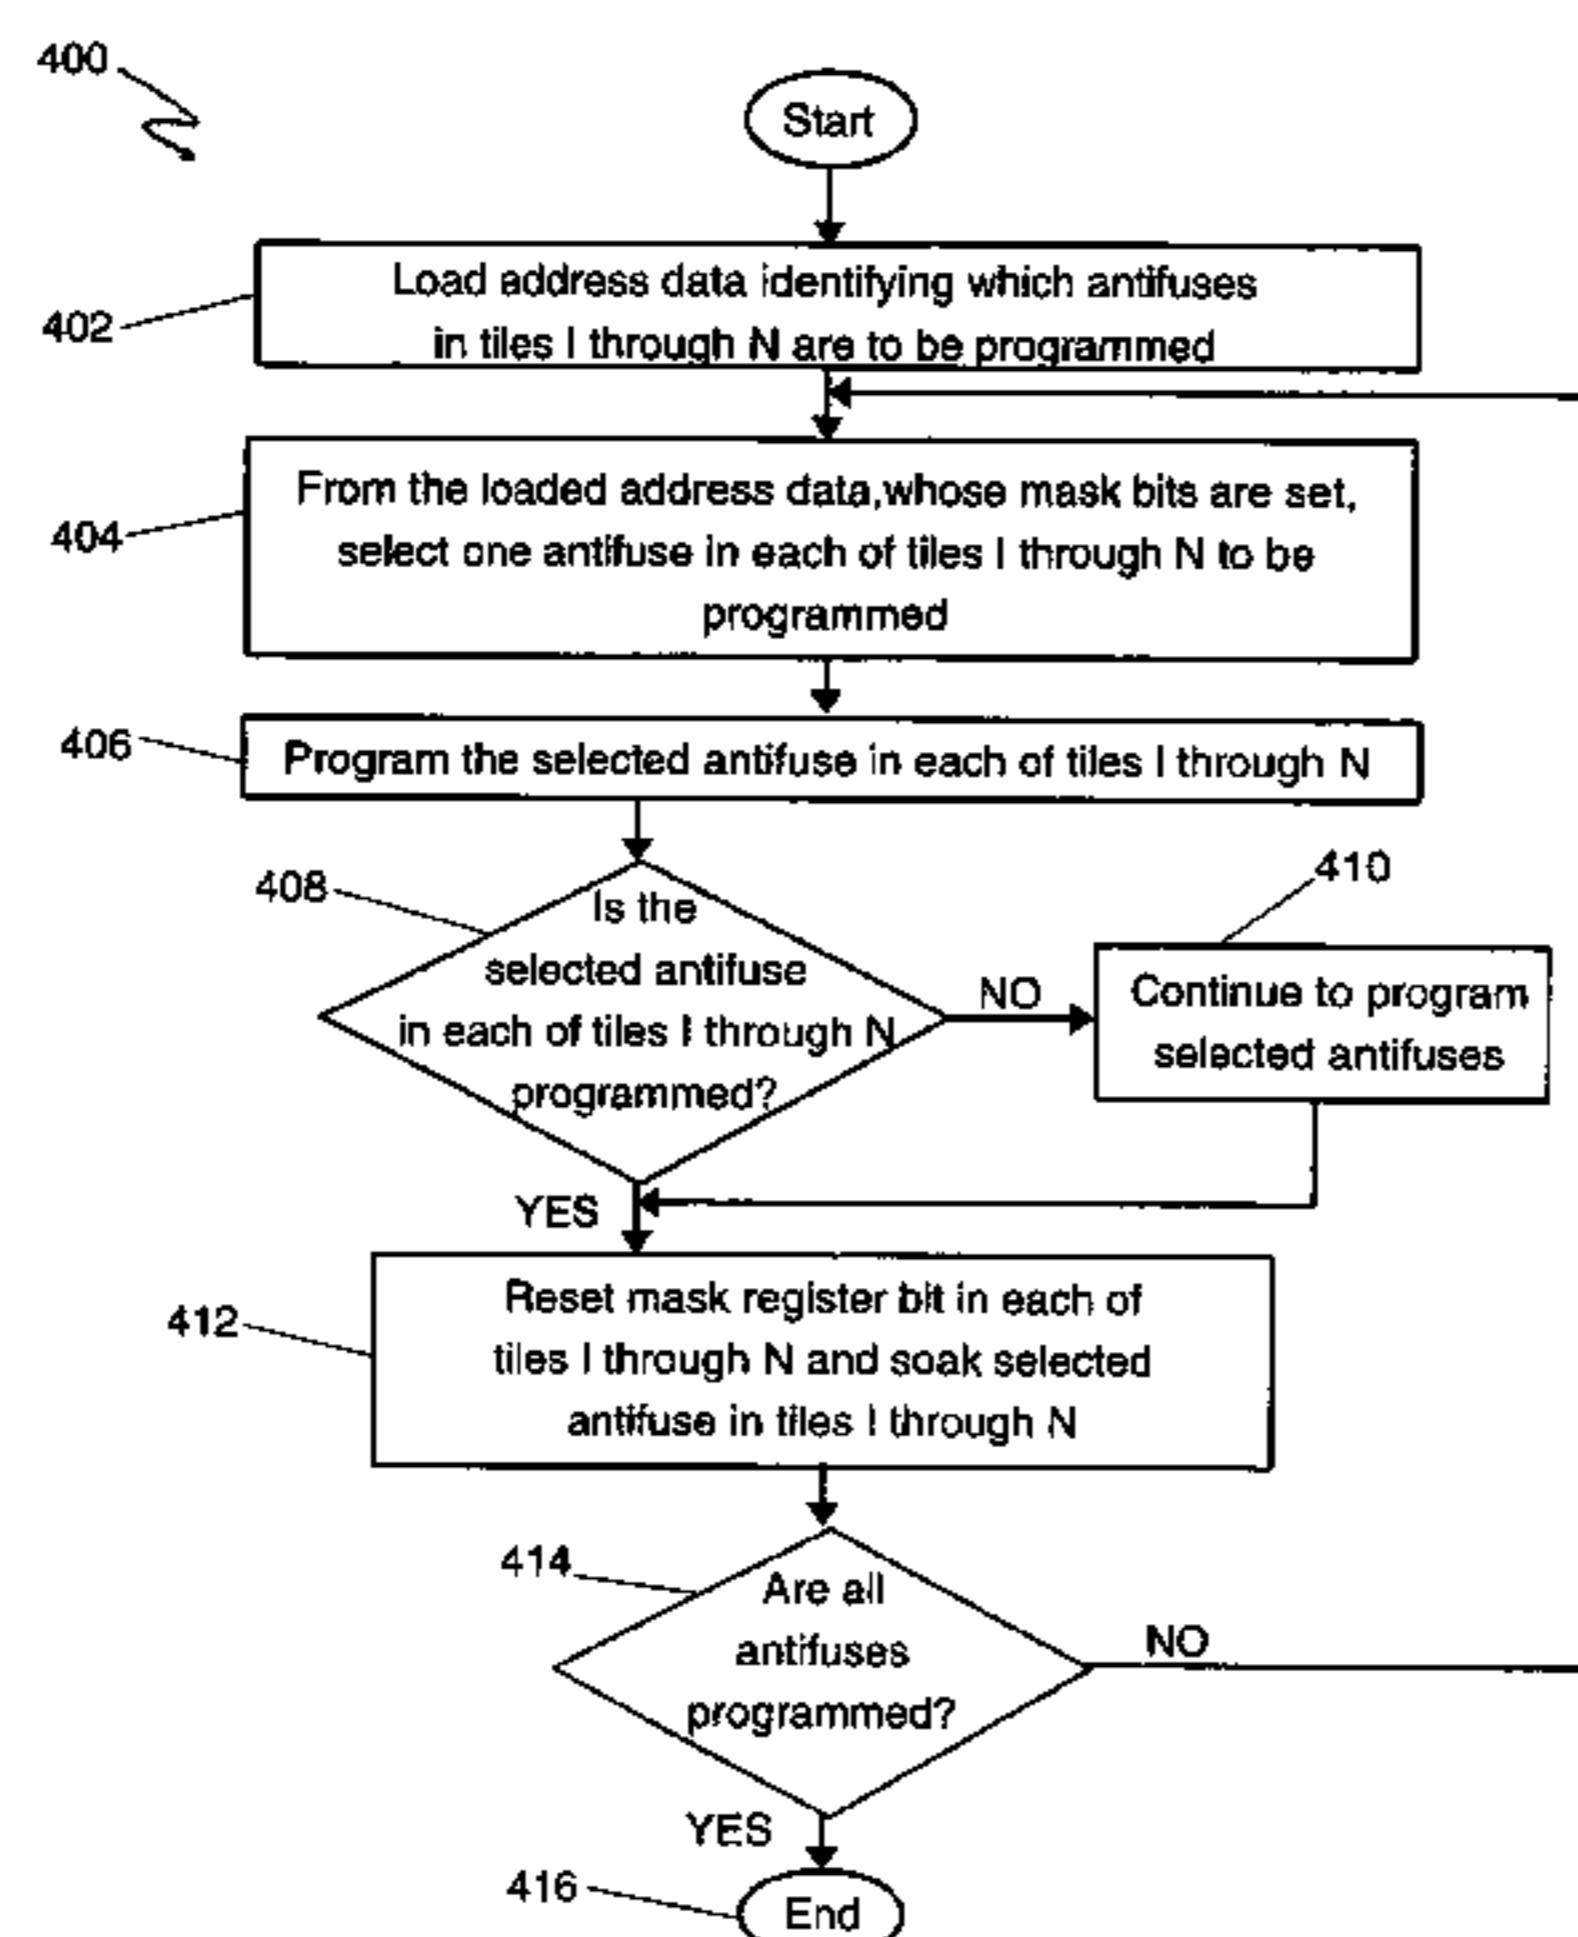 400
Start
402
Load address data identifying which antifuses
in tiles I through N are to be programmed
404
From the loaded address data,whose mask bits are set,
select one antifuse in each of tiles I through N to be
programmed
406
Program the selected antifuse in each of tiles I through N
408
Is the
selected antifuse
in each of tiles I through N
programmed?
NO
410
Continue to program
selected antifuses
YES
412
Reset mask register bit in each of
tiles I through N and soak selected
antifuse in tiles I through N
414
Are all
antifuses
programmed?
NO
YES
416
End